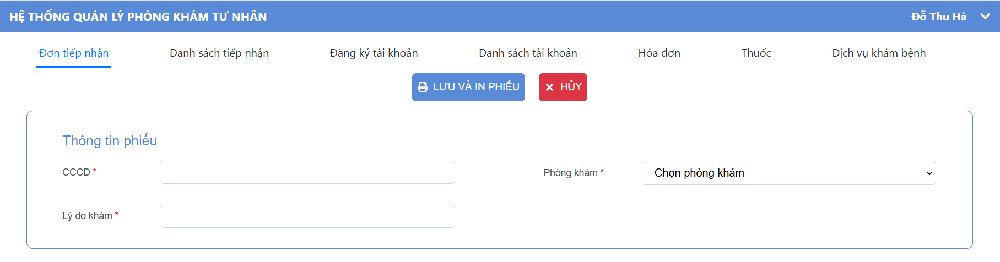 HỆ THỐNG QUẢN LÝ PHÒNG KHÁM TƯ NHÂN
Đỗ Thu Hà
Đơn tiếp nhận
Danh sách tiếp nhận
Đăng ký tài khoản
Danh sách tài khoản
Hóa đơn
Thuốc
Dịch vụ khám bệnh
LƯU VÀ IN PHIẾU
HỦY
Thông tin phiếu
CCCD *
Phòng khám *
Chọn phòng khám
Lý do khám *